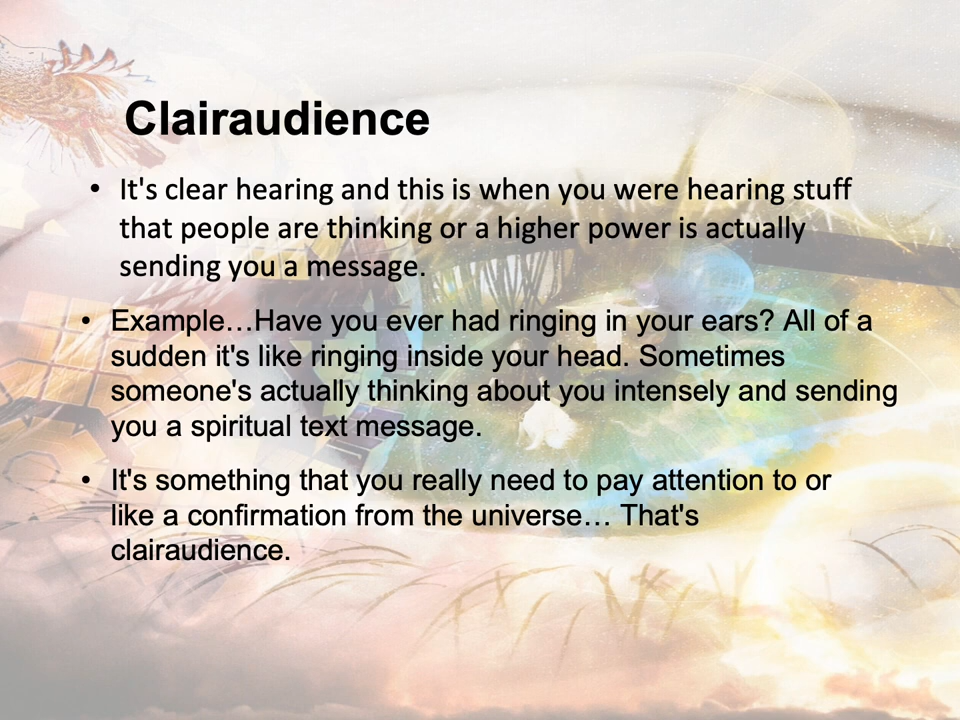 Clairaudience
• It's clear hearing and this is when you were hearing stuff
that people are thinking or a higher power is actually
sending you a message.
• Example…Have you ever had ringing in your ears? All of a
sudden it's like ringing inside your head. Sometimes
someone's actually thinking about you intensely and sending
you a spiritual text message.
• It's something that you really need to pay attention to or
like a confirmation from the universe… That's
clairaudience.